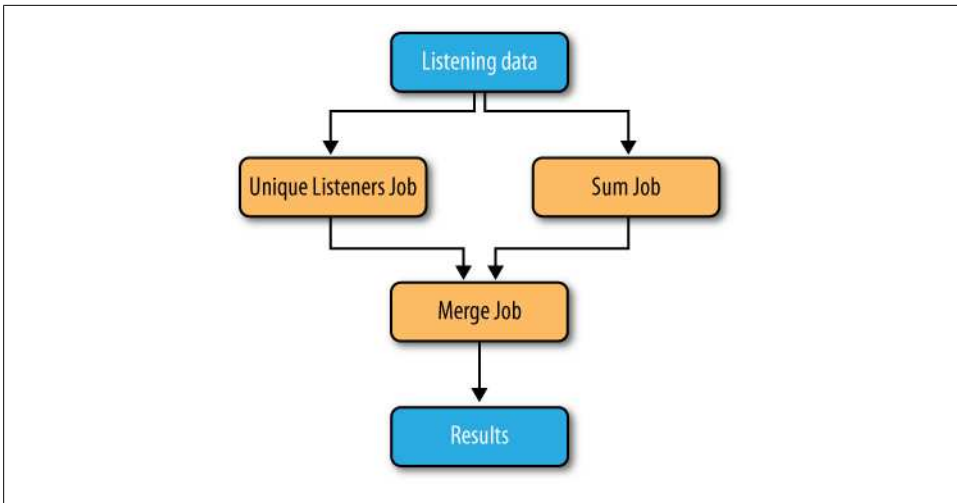 Listening data
Unique Listeners Job
Sum Job
Merge Job
Results